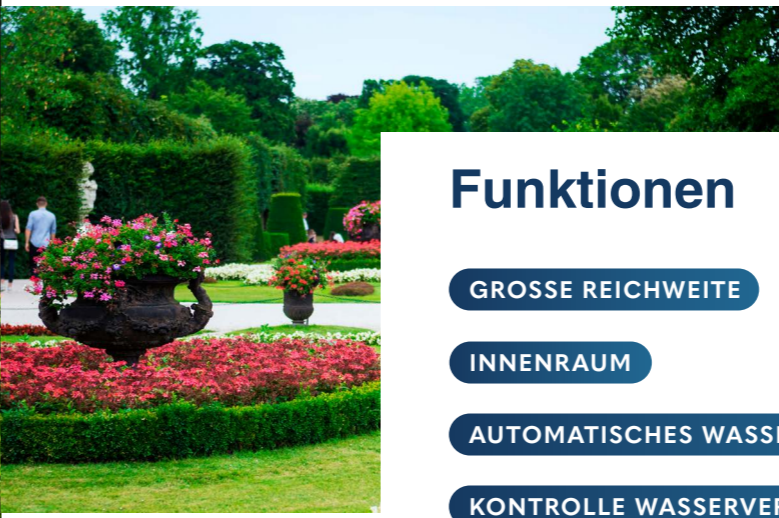 Funktionen
GROSSE REICHWEITE
INNENRAUM
AUTOMATISCHES
KONTROLLE